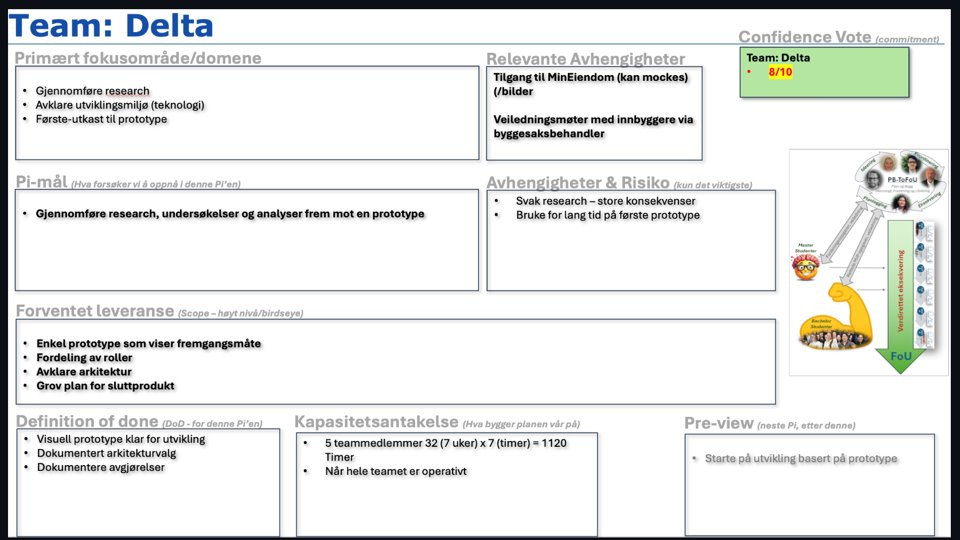 Team: Delta
Confidence Vote (commitment)
Team: Delta
• 8/10
Primært fokusområde/domene
• Gjennomføre research
• Avklare utviklingsmiljø (teknologi)
• Første-utkast til prototype
Relevante Avhengigheter
Tilgang til MinEiendom (kan mockes)
(/bilder
Veiledningsmøter med innbyggere via
byggesaksbehandler
Pi-mål (Hva forsøker vi å oppnå i denne Pi'en)
• Gjennomføre research, undersøkelser og analyser frem mot en prototype
Avhengigheter & Risiko (kun det viktigste)
• Svak research – store konsekvenser
• Bruke for lang tid på første prototype
PB-ToFoU
Master
Studenter
Bachelor
Studenter
Verdirettet eksekvering
FoU
Forventet leveranse (Scope – høyt nivå/birdseye)
• Enkel prototype som viser fremgangsmåte
• Fordeling av roller
• Avklare arkitektur
• Grov plan for sluttprodukt
Definition of done (DoD - for denne Pi'en)
• Visuell prototype klar for utvikling
• Dokumentert arkitekturvalg
• Dokumentere avgjørelser
Kapasitetsantakelse (Hva bygger planen vår på)
• 5 teammedlemmer 32 (7 uker) x 7 (timer) = 1120
Timer
• Når hele teamet er operativt
Pre-view (neste Pi, etter denne)
• Starte på utvikling basert på prototype